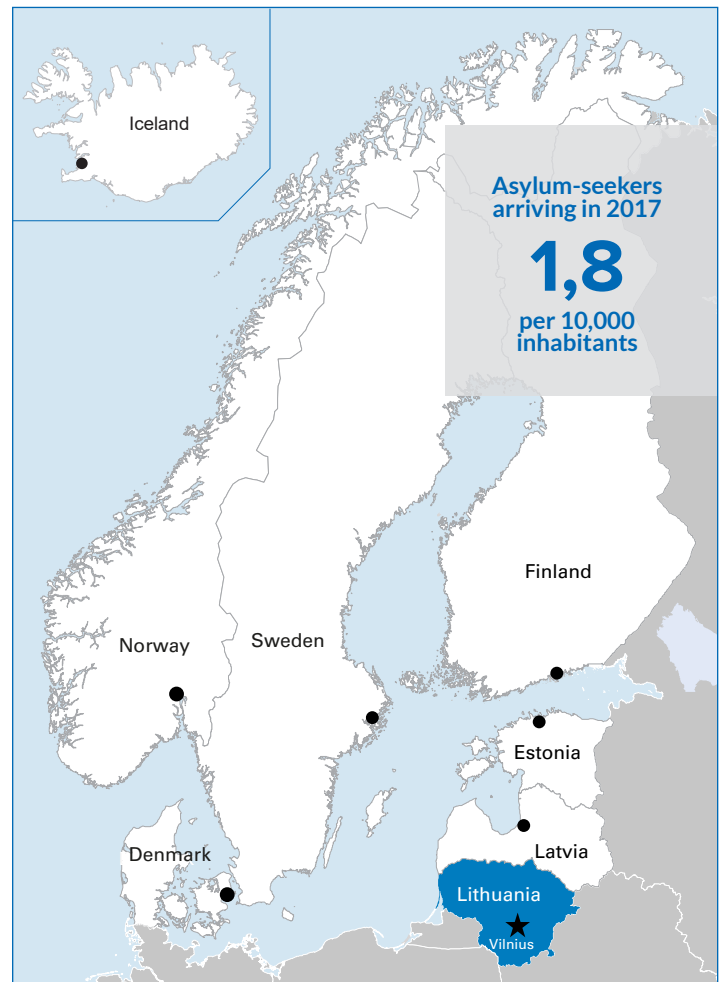 Iceland
Asylum-seekers
arriving in 2017
1,8
per 10,000
inhabitants
Finland
Norway
Sweden
Estonia
Latvia
Denmark
Lithuania
Vilnius